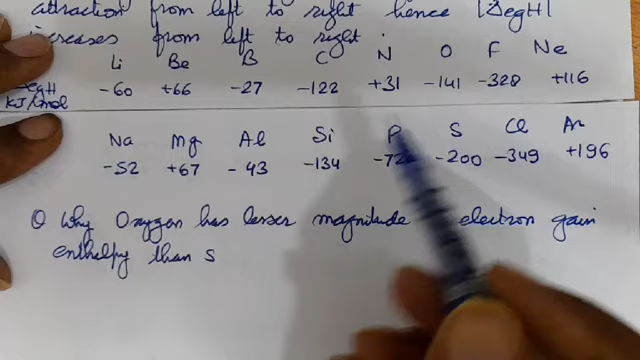 attraction from left to right hence |ΔegH|
increases from left to right.
Li Be B C N O F Ne
ΔegH -60 +66 -27 -122 +31 -141 -328 +116
KJ/mol
Na Mg Al Si P S Cl Ar
-52 +67 -43 -134 -72 -200 -349 +196
Q Why Oxygen has lesser magnitude electron gain
enthalpy than S